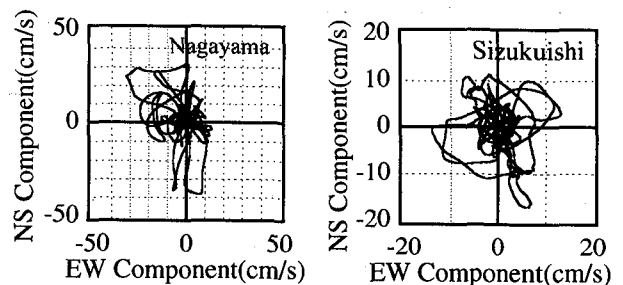 Nagayama
NS Component(cm/s)
50
0
-50
-50 0 50
EW Component(cm/s)
Sizukuishi
NS Component(cm/s)
20
10
0
-10
-20
-20 0 20
EW Component(cm/s)